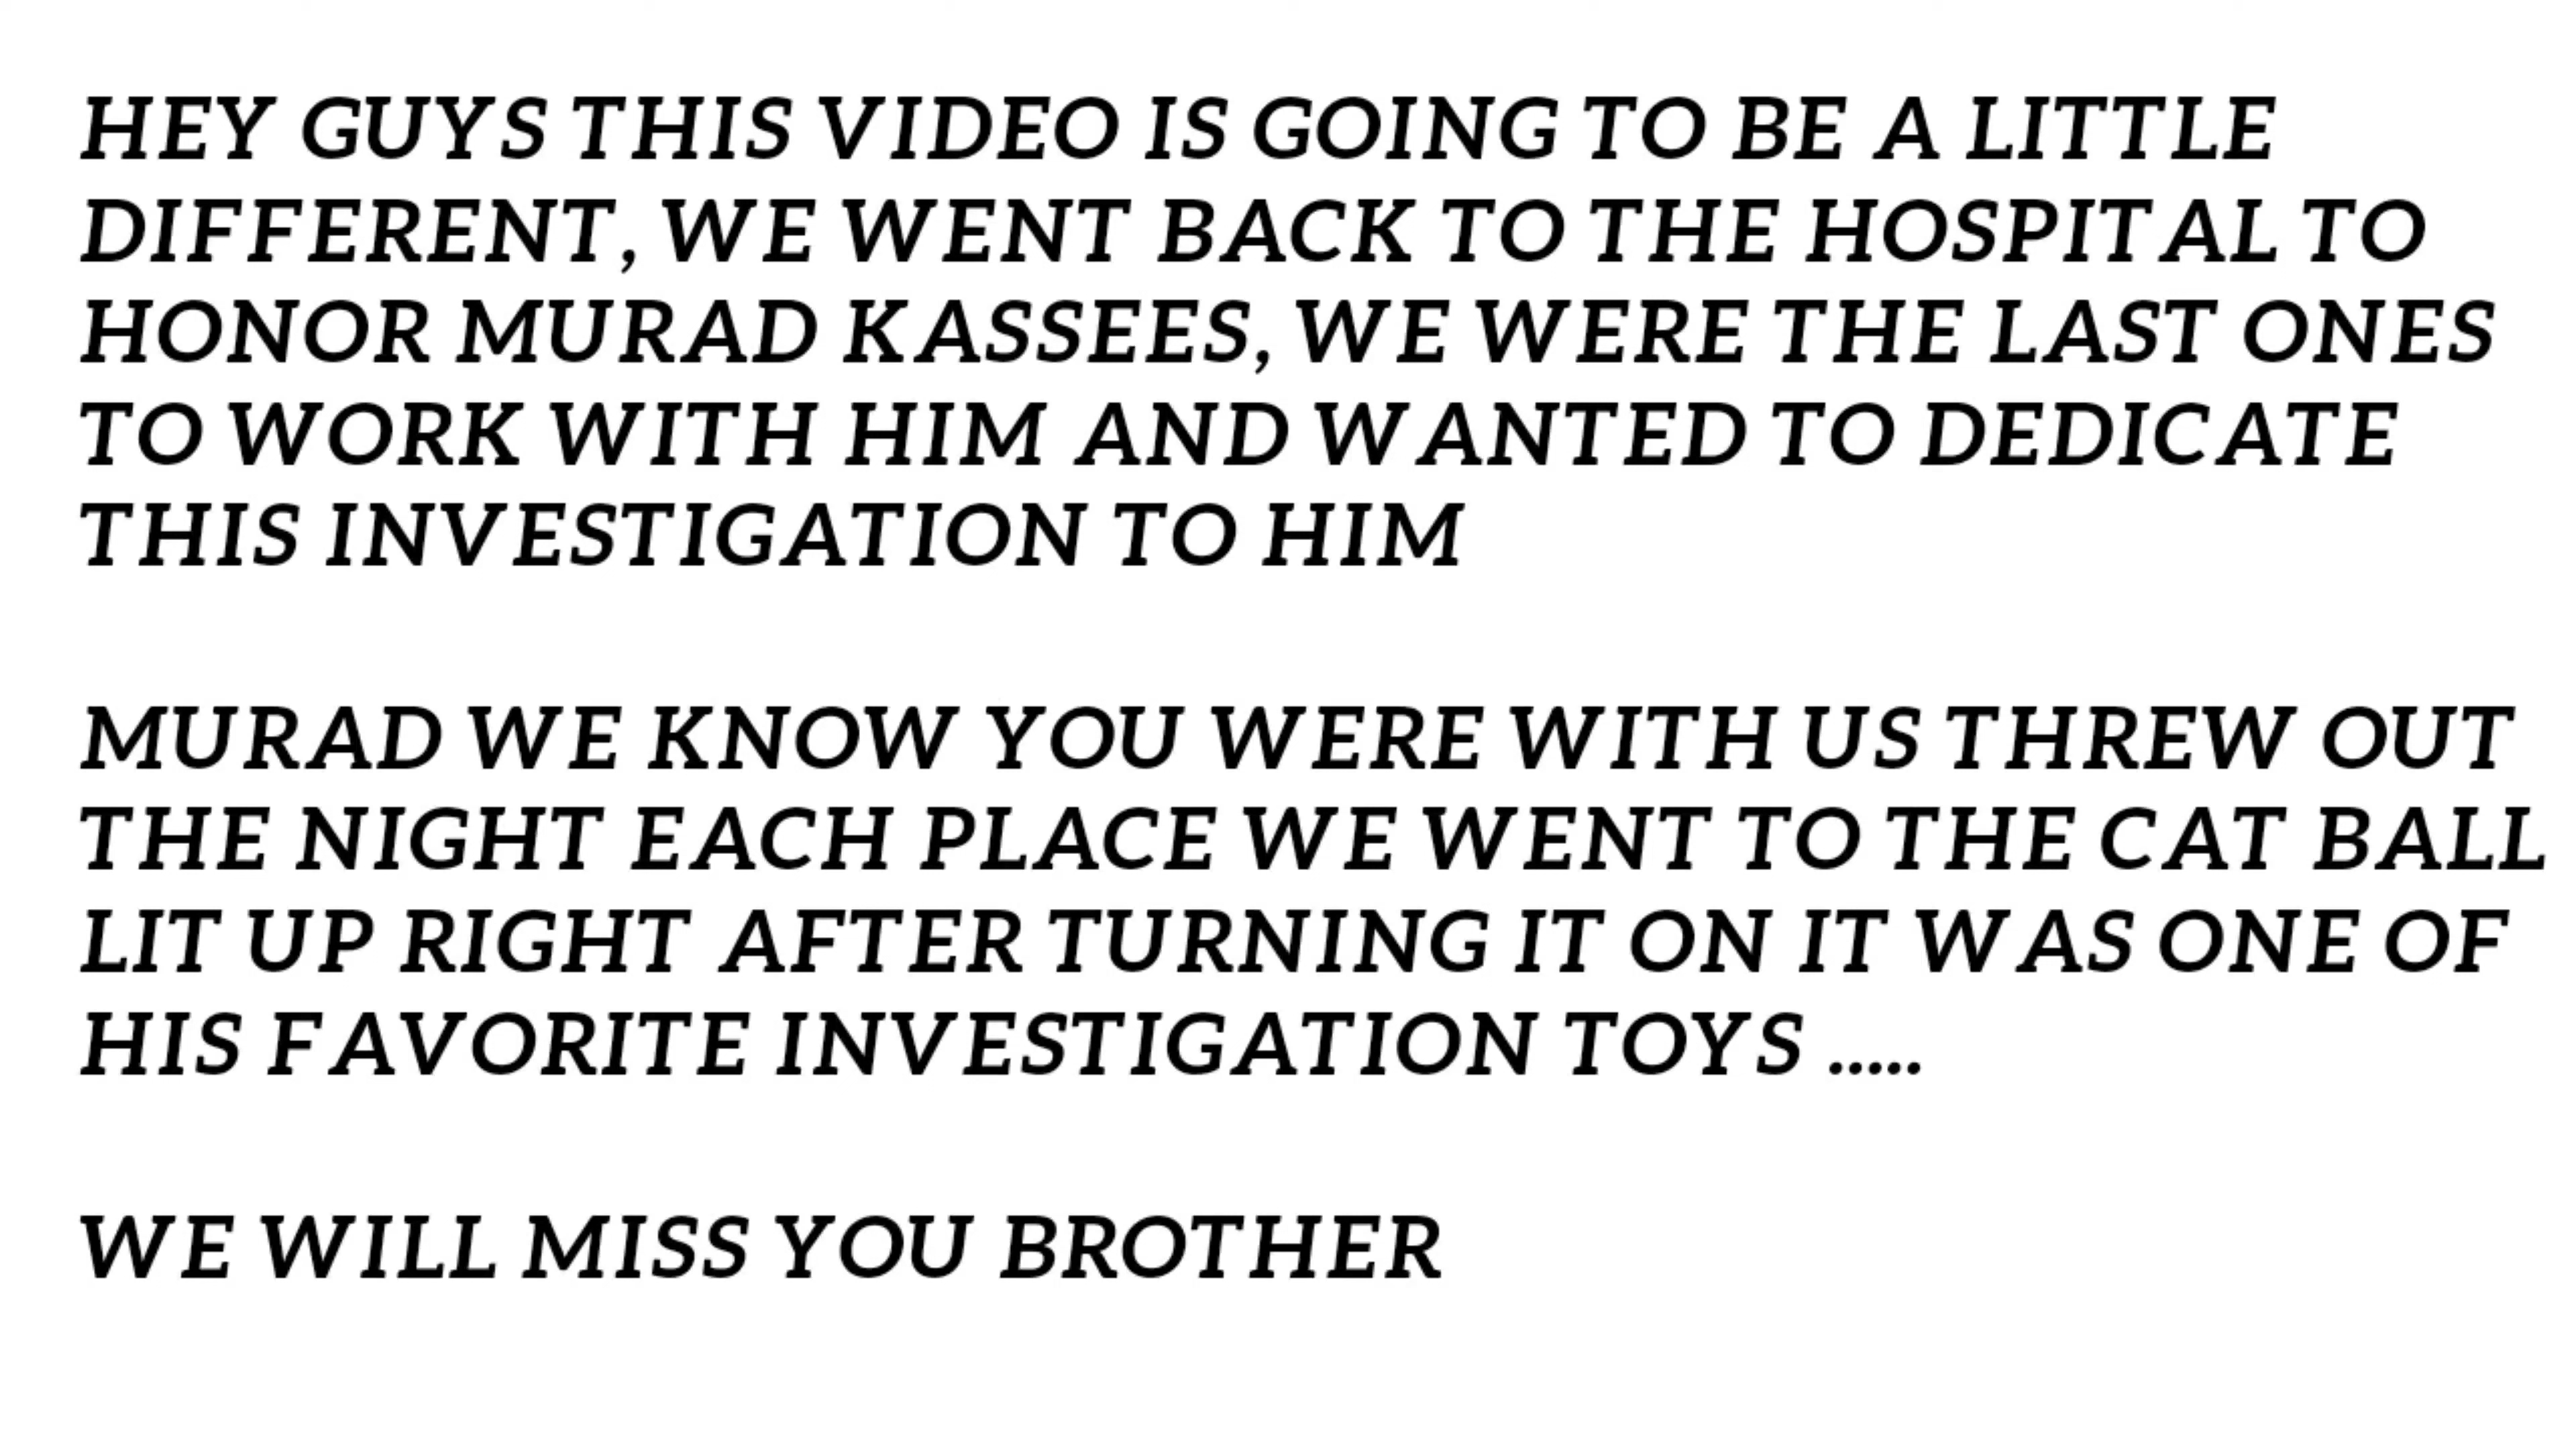 HEY GUYS THIS VIDEO IS GOING TO BE A LITTLE
DIFFERENT, WE WENT BACK TO THE HOSPITAL TO
HONOR MURAD KASSEES, WE WERE THE LAST ONES
TO WORK WITH HIM AND WANTED TO DEDICATE
THIS INVESTIGATION TO HIM
MURAD WE KNOW YOU WERE WITH US THREW OUT
THE NIGHT EACH PLACE WE WENT TO THE CAT BALL
LIT UP RIGHT AFTER TURNING IT ON IT WAS ONE OF
HIS FAVORITE INVESTIGATION TOYS .....
WE WILL MISS YOU BROTHER